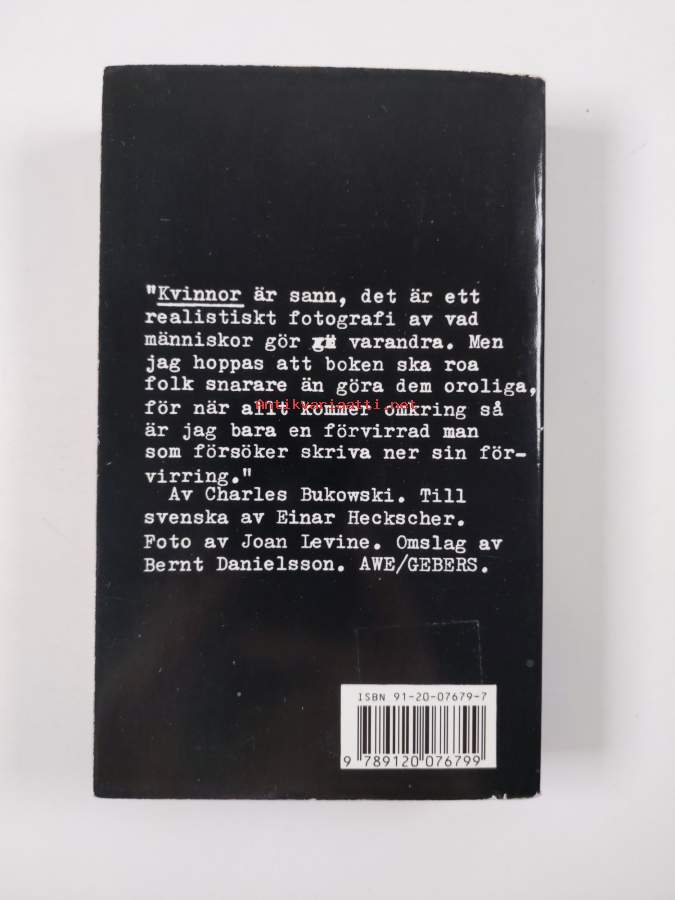 "Kvinnor är sann, det är ett
realistiskt fotografi av vad
människor gör varandra. Men
jag hoppas att boken ska roa
folk snarare än göra dem oroliga,
för när allt kommer omkring så
Antikvariaatti.net
är jag bara en förvirrad man
som försöker skriva ner sin för-
virring."
Av Charles Bukowski. Till
svenska av Einar Heckscher.
Foto av Joan Levine. Omslag av
Bernt Danielsson. AWE/GEBERS.
ISBN 91-20-07679-7
9 789120 076799